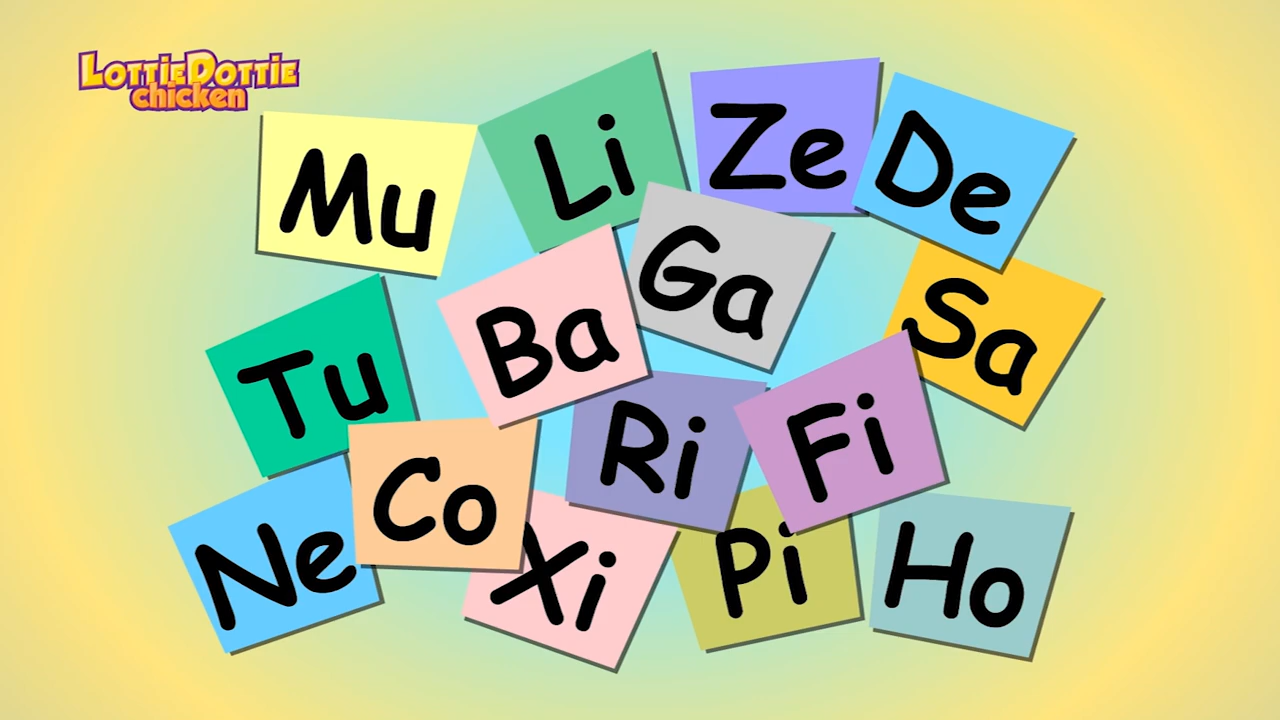 LottieDottie
chicken
Mu
Li
Ze
De
Ga
Sa
Tu
Ba
Ri
Fi
Ne
Co
Xi
Pi
Ho